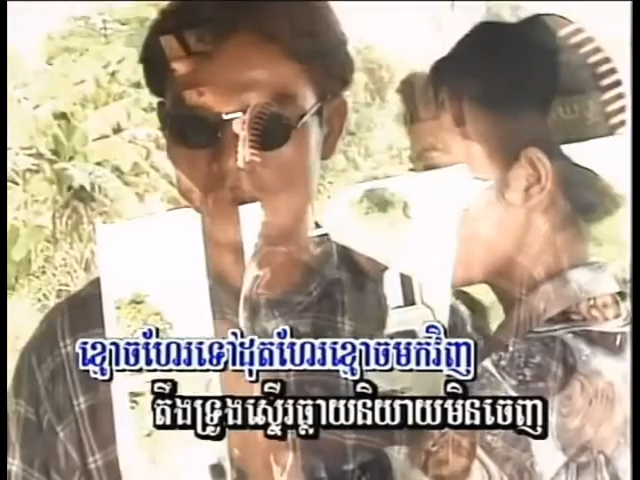 ខ្មោចហែរទៅដុតហែរខ្មោចមកវិញ
តឹងទ្រូងស្ទើរធ្លាយនិយាយមិនចេញ